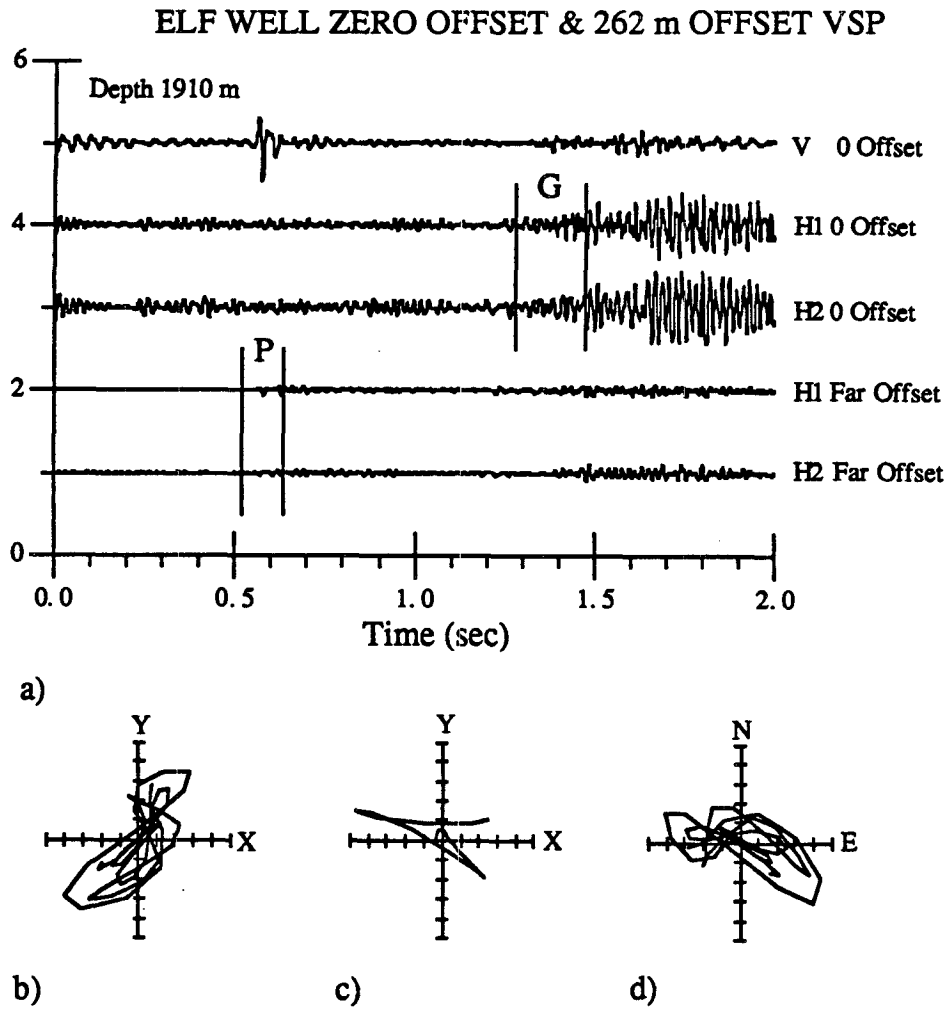 ELF WELL ZERO OFFSET & 262 m OFFSET VSP
6
Depth 1910 m
V 0 Offset
G
4
H1 0 Offset
H2 0 Offset
P
2
H1 Far Offset
H2 Far Offset
0
0.0 0.5 1.0 1.5 2.0
Time (sec)
a)
Y Y N
X X E
b) c) d)